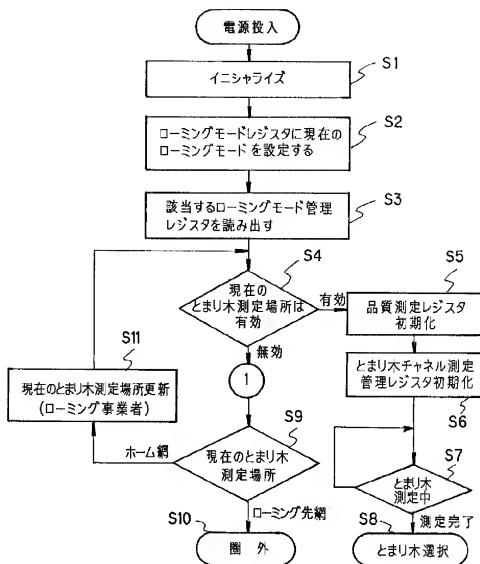 電源投入
S1
イニシャライズ
S2
ローミングモードレジスタに現在の
ローミングモードを設定する
S3
該当するローミングモード管理
レジスタを読み出す
S4
現在の
とまり木測定場所は
有効
有効
無効
S5
品質測定レジスタ
初期化
とまり木チャネル測定
管理レジスタ初期化
S6
S7
とまり木
測定中
測定完了
S8
とまり木選択
1
S9
現在のとまり木
測定場所
ホーム網
ローミング先網
S10
圏外
S11
現在のとまり木測定場所更新
(ローミング事業者)